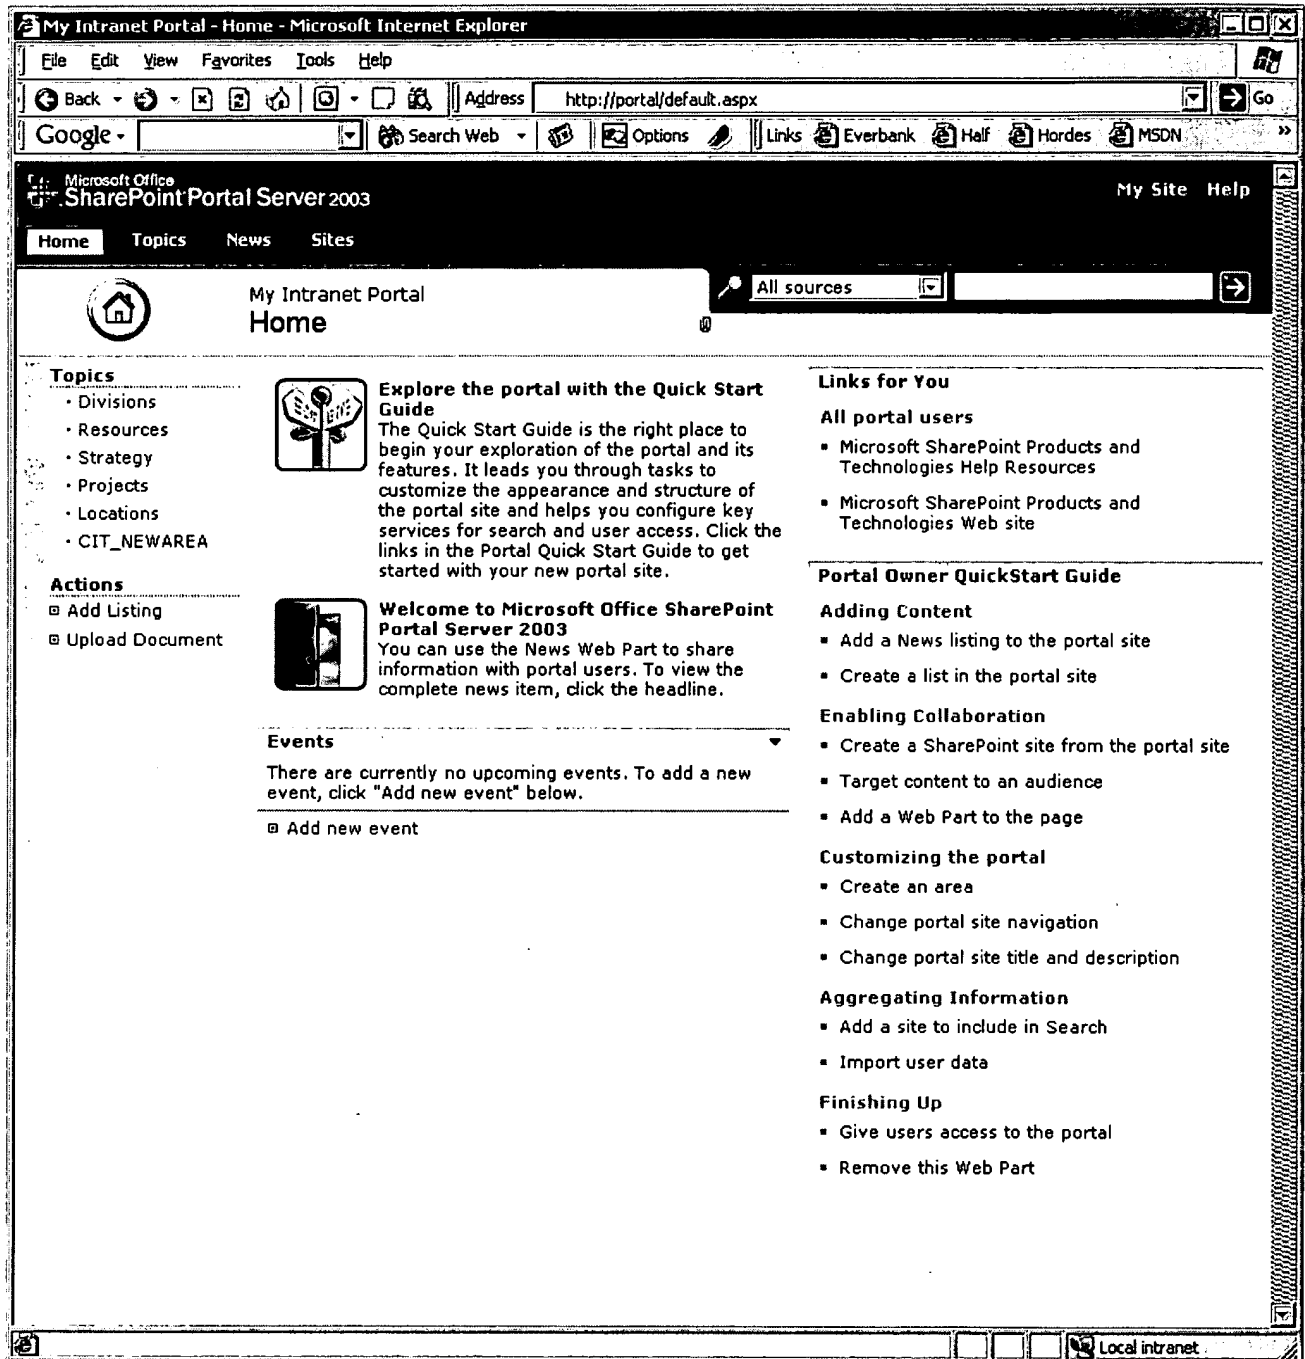 My Intranet Portal - Home - Microsoft Internet Explorer
File Edit View Favorites Tools Help
Back Address http://portal/default.aspx Go
Google Search Web Options Links Everbank Half Hordes MSDN »
Microsoft Office
SharePoint Portal Server 2003
My Site Help
Home Topics News Sites
My Intranet Portal
Home
All sources
Topics
Divisions
Resources
Strategy
Projects
Locations
CIT_NEWAREA
Actions
Add Listing
Upload Document
Explore the portal with the Quick Start
Guide
The Quick Start Guide is the right place to
begin your exploration of the portal and its
features. It leads you through tasks to
customize the appearance and structure of
the portal site and helps you configure key
services for search and user access. Click the
links in the Portal Quick Start Guide to get
started with your new portal site.
Welcome to Microsoft Office SharePoint
Portal Server 2003
You can use the News Web Part to share
information with portal users. To view the
complete news item, click the headline.
Events
There are currently no upcoming events. To add a new
event, click "Add new event" below.
Add new event
Links for You
All portal users
Microsoft SharePoint Products and
Technologies Help Resources
Microsoft SharePoint Products and
Technologies Web site
Portal Owner QuickStart Guide
Adding Content
Add a News listing to the portal site
Create a list in the portal site
Enabling Collaboration
Create a SharePoint site from the portal site
Target content to an audience
Add a Web Part to the page
Customizing the portal
Create an area
Change portal site navigation
Change portal site title and description
Aggregating Information
Add a site to include in Search
Import user data
Finishing Up
Give users access to the portal
Remove this Web Part
Local intranet